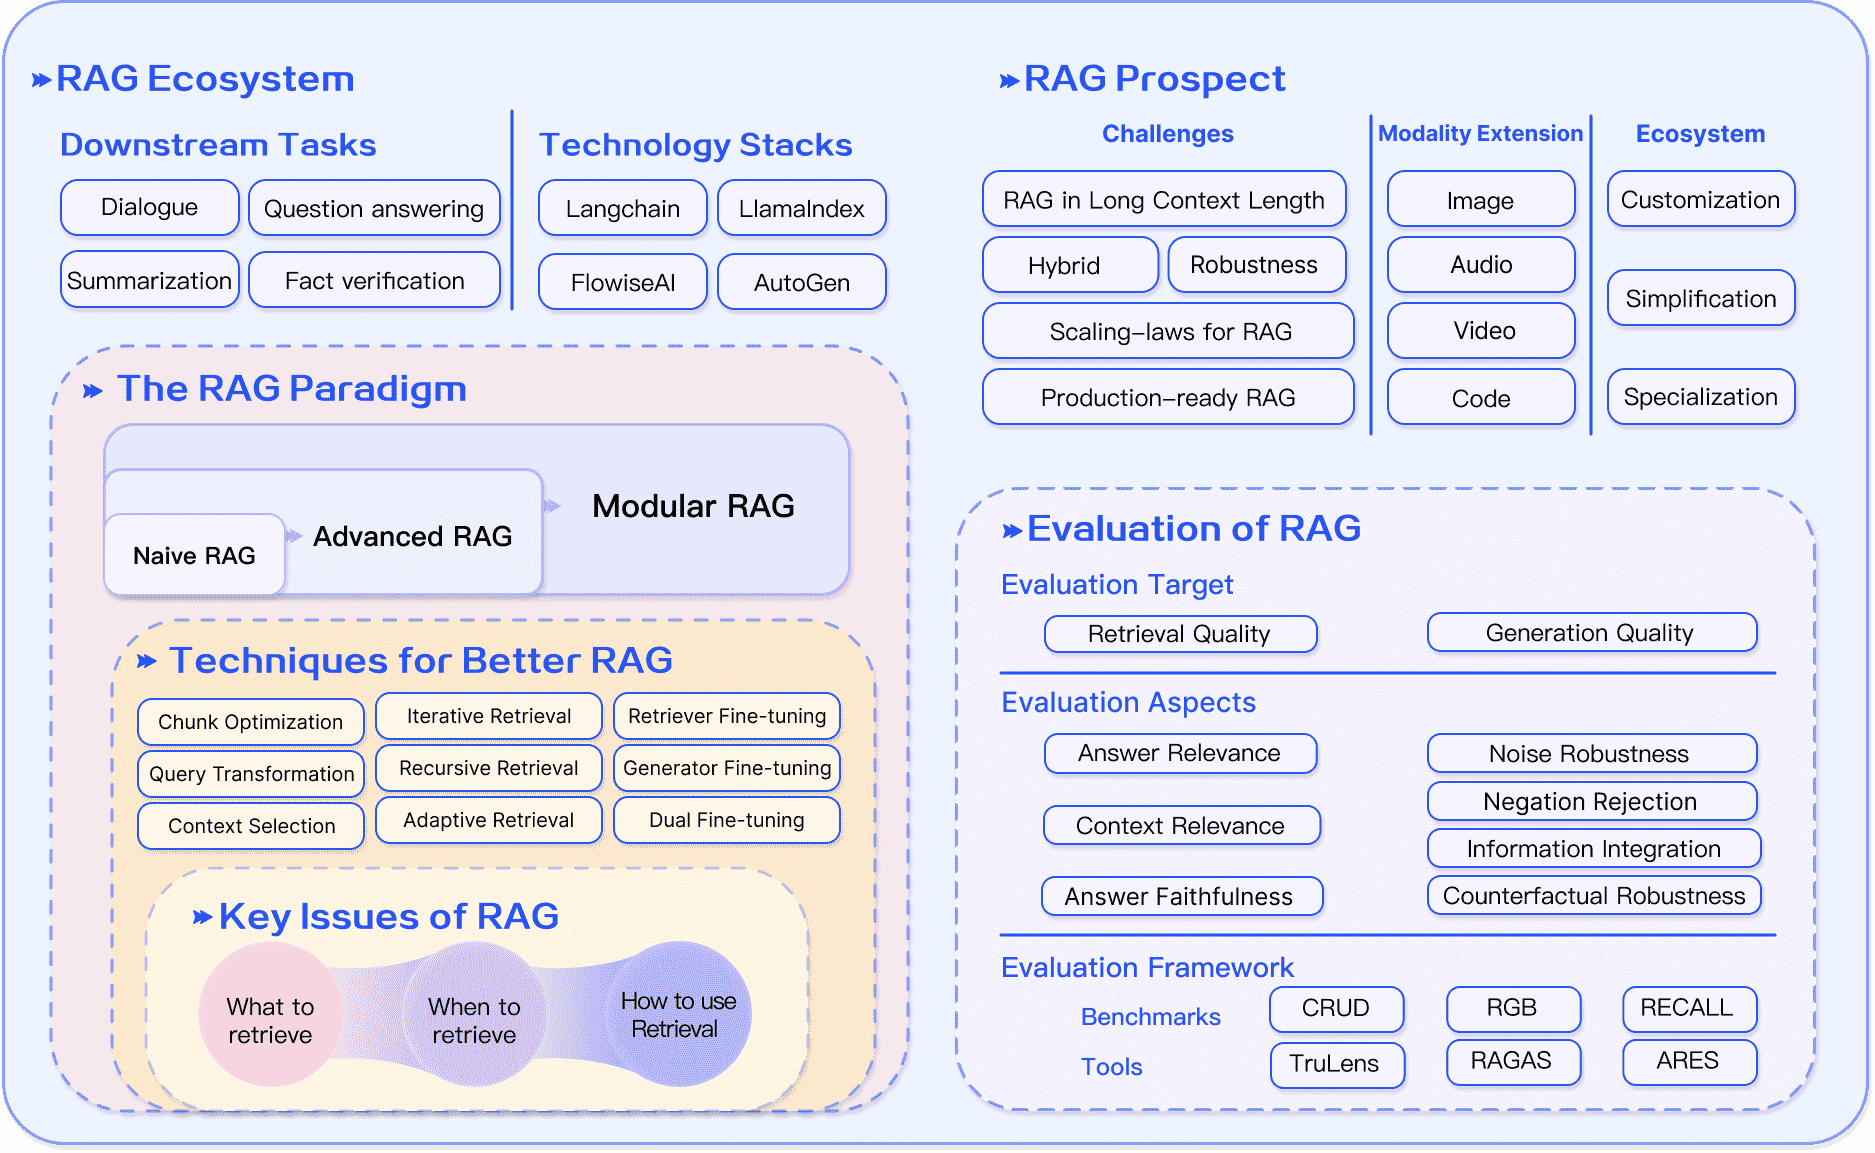 RAG Ecosystem
Downstream Tasks
Dialogue
Question answering
Summarization
Fact verification
Technology Stacks
Langchain
LlamaIndex
FlowiseAI
AutoGen
The RAG Paradigm
Naive RAG
Advanced RAG
Modular RAG
Techniques for Better RAG
Chunk Optimization
Iterative Retrieval
Retriever Fine-tuning
Query Transformation
Recursive Retrieval
Generator Fine-tuning
Context Selection
Adaptive Retrieval
Dual Fine-tuning
Key Issues of RAG
What to
retrieve
When to
retrieve
How to use
Retrieval
RAG Prospect
Challenges
RAG in Long Context Length
Hybrid
Robustness
Scaling-laws for RAG
Production-ready RAG
Modality Extension
Image
Audio
Video
Code
Ecosystem
Customization
Simplification
Specialization
Evaluation of RAG
Evaluation Target
Retrieval Quality
Generation Quality
Evaluation Aspects
Answer Relevance
Context Relevance
Answer Faithfulness
Noise Robustness
Negation Rejection
Information Integration
Counterfactual Robustness
Evaluation Framework
Benchmarks
CRUD
RGB
RECALL
Tools
TruLens
RAGAS
ARES